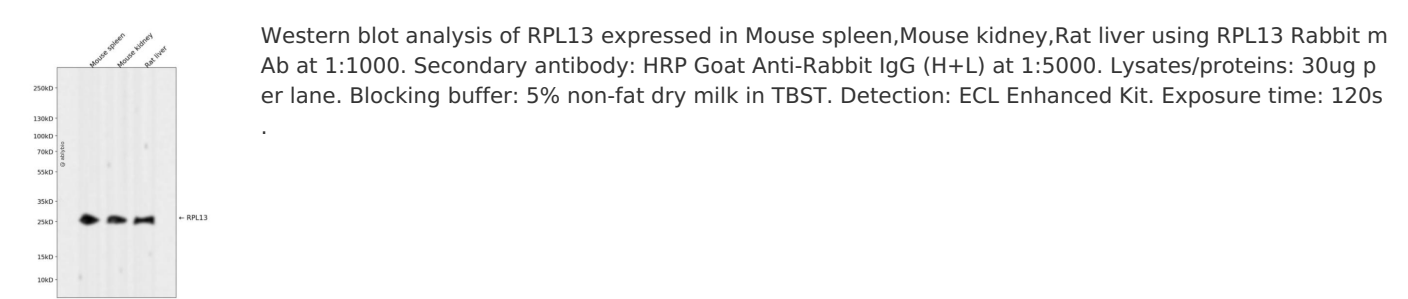 Mouse spleen
Mouse kidney
Rat liver
250kD
130kD
100kD
70kD
55kD
35kD
25kD
15kD
10kD
← RPL13
Western blot analysis of RPL13 expressed in Mouse spleen,Mouse kidney,Rat liver using RPL13 Rabbit m
Ab at 1:1000. Secondary antibody: HRP Goat Anti-Rabbit IgG (H+L) at 1:5000. Lysates/proteins: 30ug p
er lane. Blocking buffer: 5% non-fat dry milk in TBST. Detection: ECL Enhanced Kit. Exposure time: 120s
.